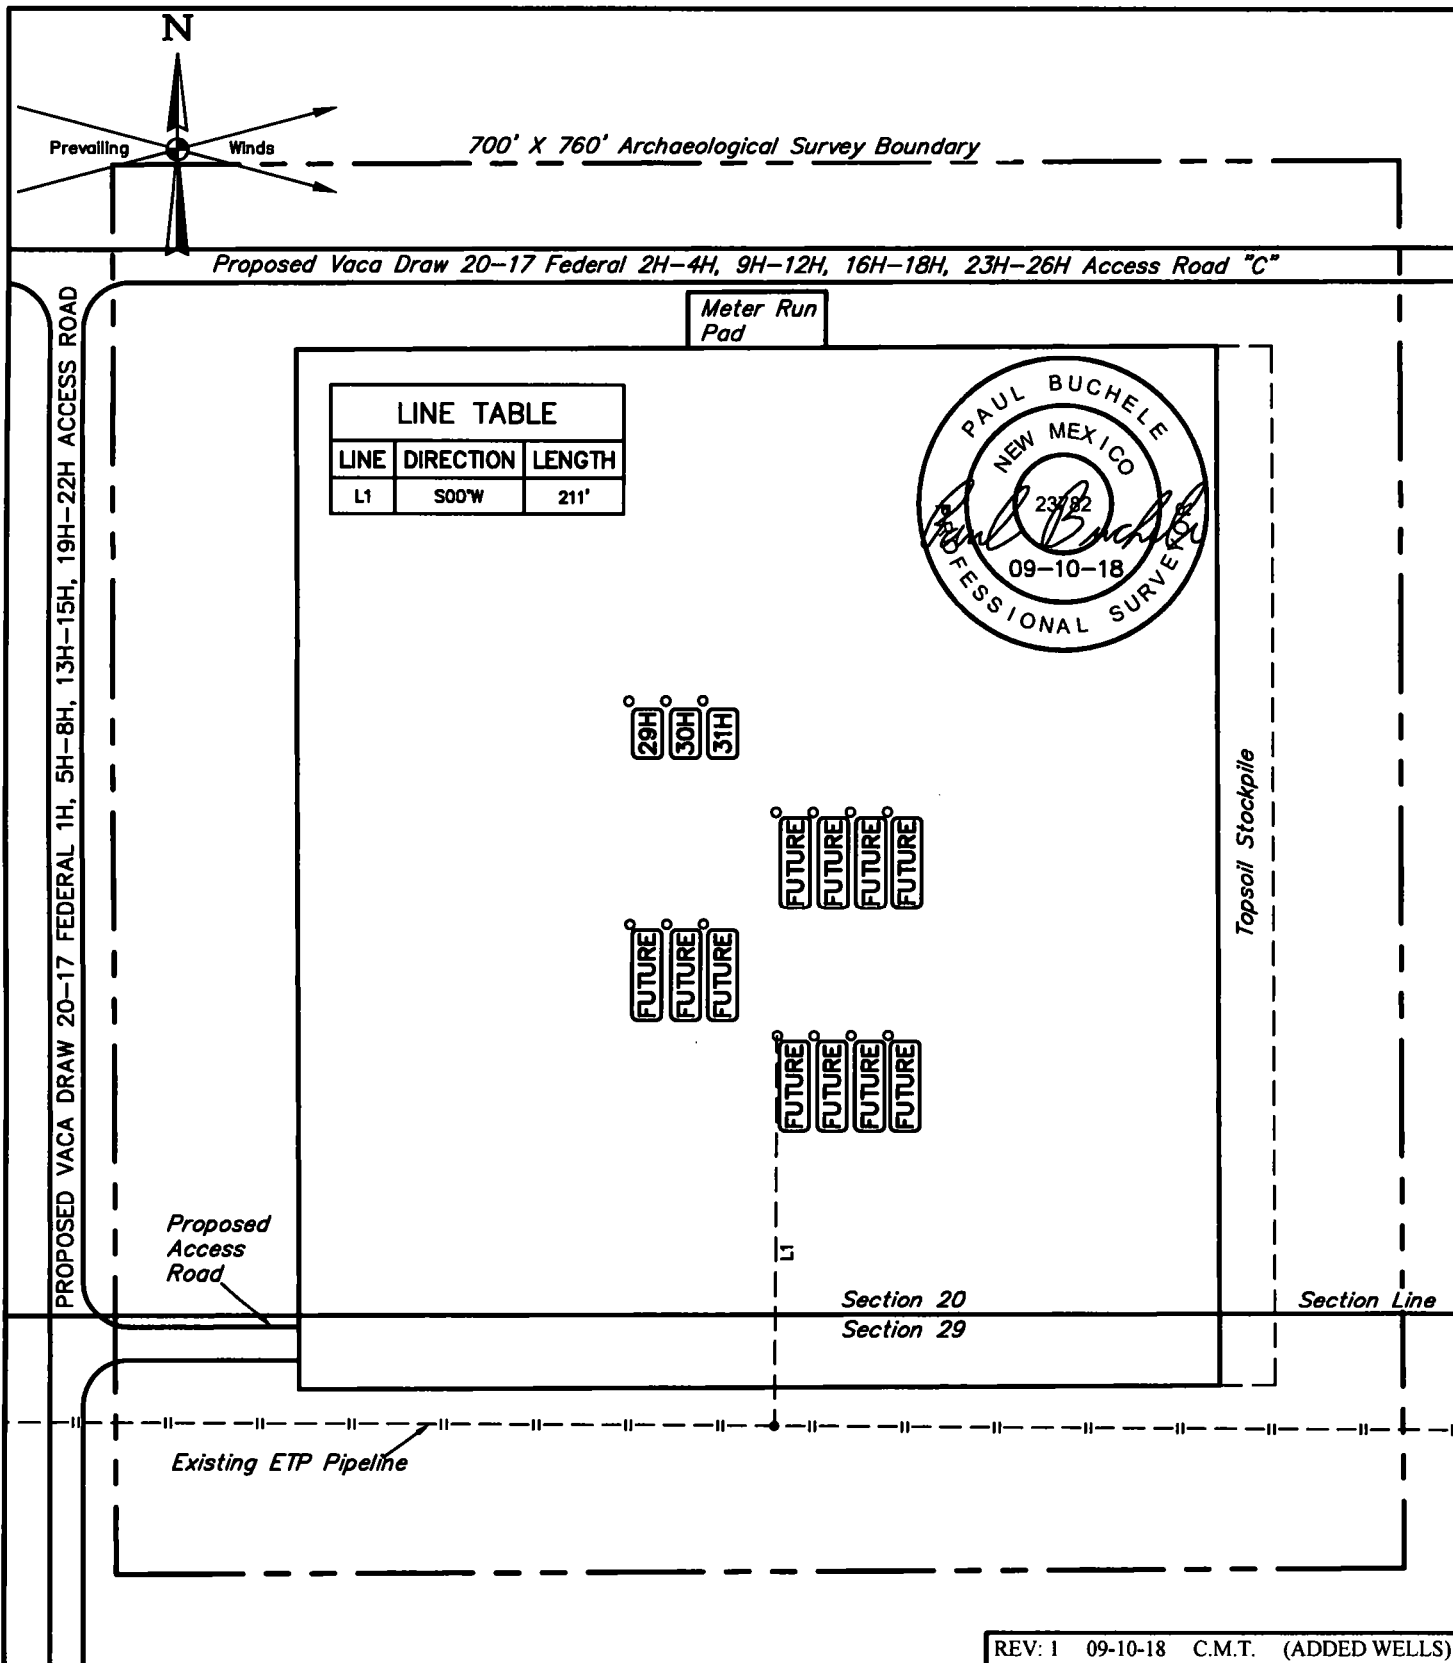 N
Prevailing Winds
700' X 760' Archaeological Survey Boundary
Proposed Vaca Draw 20-17 Federal 2H-4H, 9H-12H, 16H-18H, 23H-26H Access Road "C"
PROPOSED VACA DRAW 20-17 FEDERAL 1H, 5H-8H, 13H-15H, 19H-22H ACCESS ROAD
Meter Run
Pad
LINE TABLE
LINE DIRECTION LENGTH
L1 S00°W 211'
PAUL BUCHELE
NEW MEXICO
23782
09-10-18
PROFESSIONAL SURVEYOR
Paul Buchele
29H
30H
31H
FUTURE
FUTURE
FUTURE
FUTURE
Topsoil Stockpile
FUTURE
FUTURE
FUTURE
FUTURE
FUTURE
FUTURE
FUTURE
Proposed
Access
Road
L1
Section 20
Section Line
Section 29
Existing ETP Pipeline
REV: 1 09-10-18 C.M.T. (ADDED WELLS)